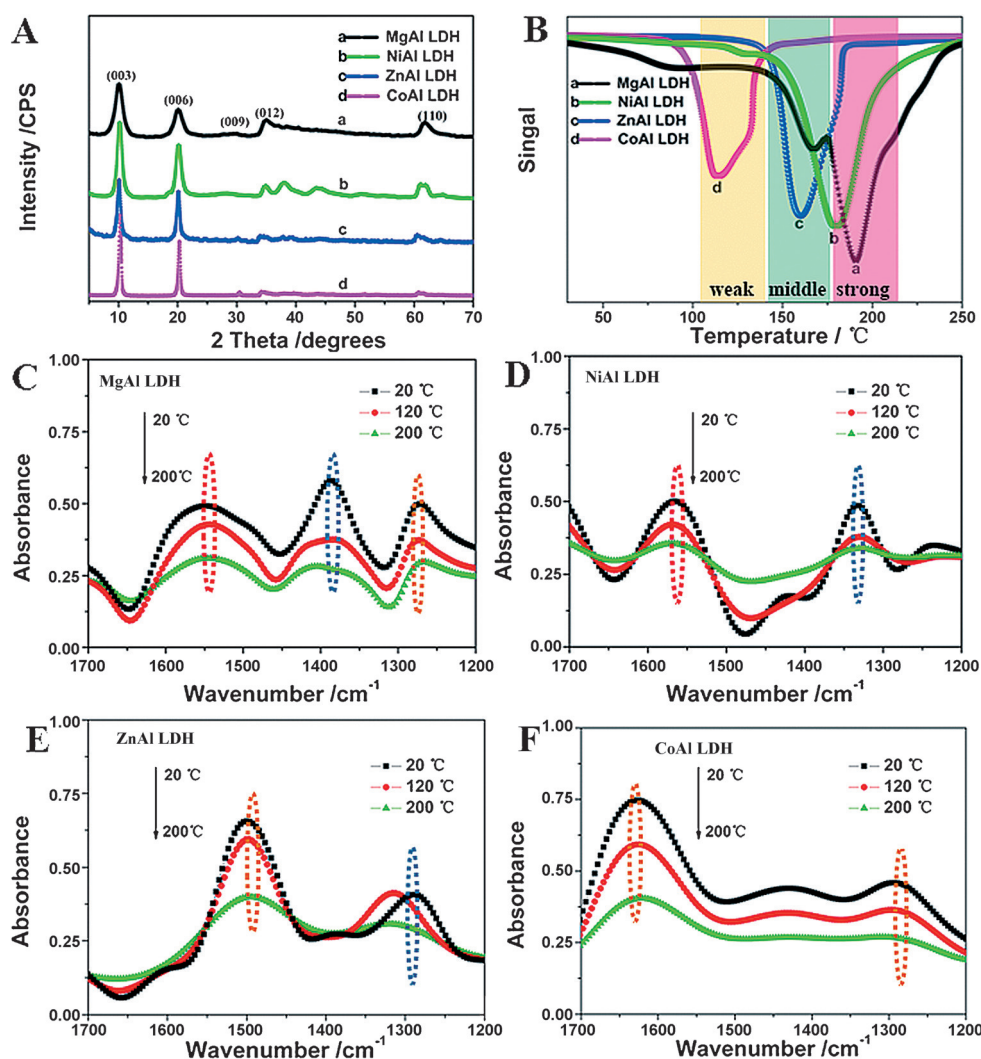 A
Intensity /CPS
a MgAl LDH
b NiAl LDH
c ZnAl LDH
d CoAl LDH
(003)
(006)
(009)
(012)
(110)
a
b
c
d
10 20 30 40 50 60 70
2 Theta /degrees
B
Singal
a MgAl LDH
b NiAl LDH
c ZnAl LDH
d CoAl LDH
d
c
b
a
weak middle strong
50 100 150 200 250
Temperature / ℃
C
MgAl LDH
20 ℃
120 ℃
200 ℃
20 ℃
200℃
Absorbance
1.00
0.75
0.50
0.25
0.00
1700 1600 1500 1400 1300 1200
Wavenumber /cm-1
D
NiAl LDH
20 ℃
120 ℃
200 ℃
20 ℃
200℃
Absorbance
1.00
0.75
0.50
0.25
0.00
1700 1600 1500 1400 1300 1200
Wavenumber /cm-1
E
ZnAl LDH
20 ℃
120 ℃
200 ℃
20 ℃
200℃
Absorbance
1.00
0.75
0.50
0.25
0.00
1700 1600 1500 1400 1300 1200
Wavenumber /cm-1
F
CoAl LDH
20 ℃
120 ℃
200 ℃
20 ℃
200℃
Absorbance
1.00
0.75
0.50
0.25
0.00
1700 1600 1500 1400 1300 1200
Wavenumber /cm-1